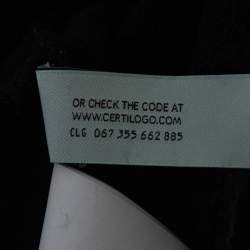 OR CHECK THE CODE AT
WWW.CERTILOGO.COM
CLG 067 355 662 885